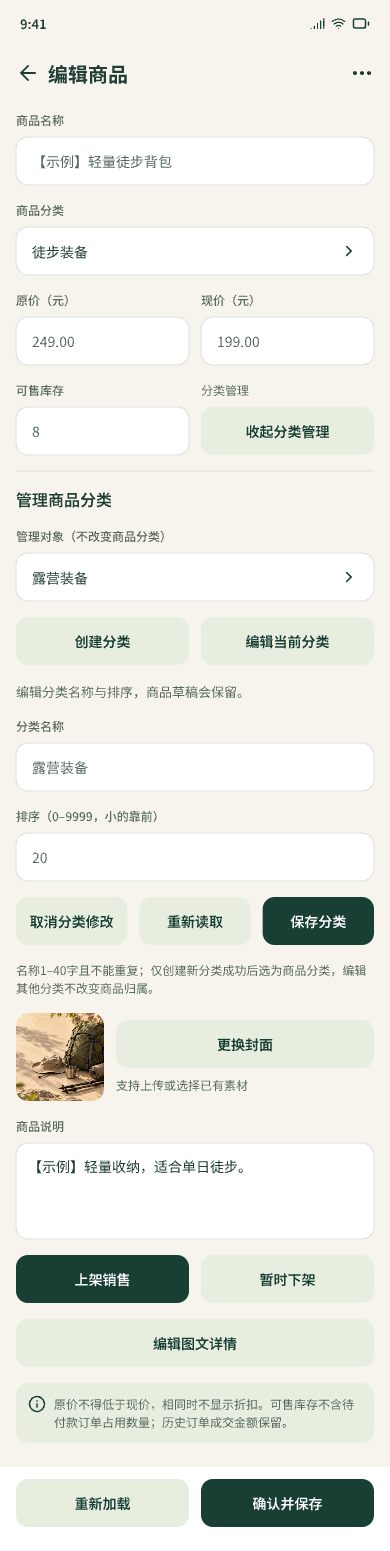 9:41
编辑商品
商品名称
【示例】轻量徒步背包
商品分类
徒步装备
原价（元）
现价（元）
249.00
199.00
可售库存
分类管理
8
收起分类管理
管理商品分类
管理对象（不改变商品分类）
露营装备
创建分类
编辑当前分类
编辑分类名称与排序，商品草稿会保留。
分类名称
露营装备
排序（0–9999，小的靠前）
20
取消分类修改
重新读取
保存分类
名称1–40字且不能重复；仅创建新分类成功后选为商品分类，编辑
其他分类不改变商品归属。
更换封面
支持上传或选择已有素材
商品说明
【示例】轻量收纳，适合单日徒步。
上架销售
暂时下架
编辑图文详情
原价不得低于现价，相同时不显示折扣。可售库存不含待
付款订单占用数量；历史订单成交金额保留。
重新加载
确认并保存